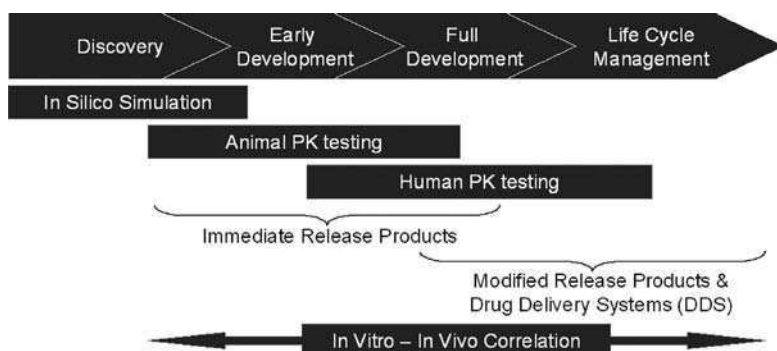 Discovery
Early
Development
Full
Development
Life Cycle
Management
In Silico Simulation
Animal PK testing
Human PK testing
Immediate Release Products
Modified Release Products &
Drug Delivery Systems (DDS)
In Vitro – In Vivo Correlation